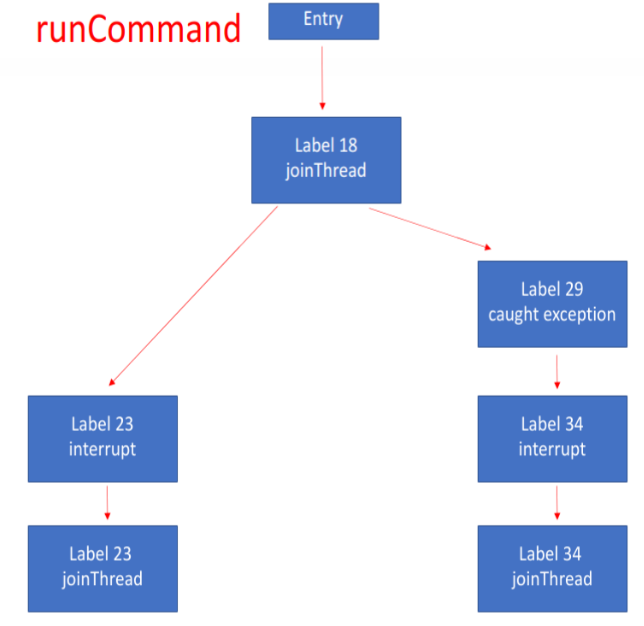 runCommand
Entry
Label 18
joinThread
Label 29
caught exception
Label 23
interrupt
Label 34
interrupt
Label 23
joinThread
Label 34
joinThread